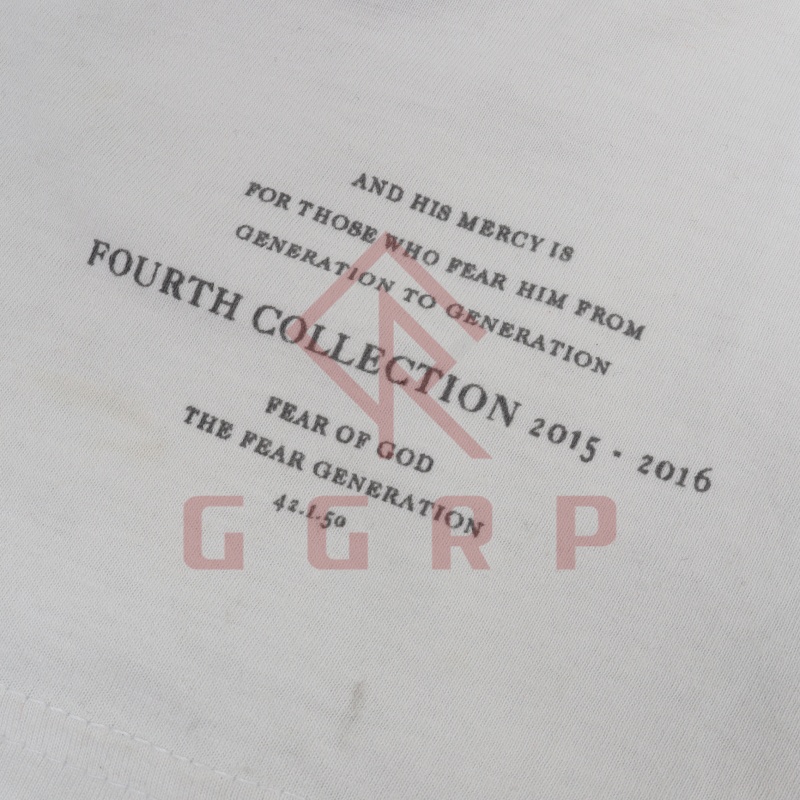 AND HIS MERCY IS
FOR THOSE WHO FEAR HIM FROM
GENERATION TO GENERATION
FOURTH COLLECTION 2015 · 2016
FEAR OF GOD
THE FEAR GENERATION
42.1.50
GGRP